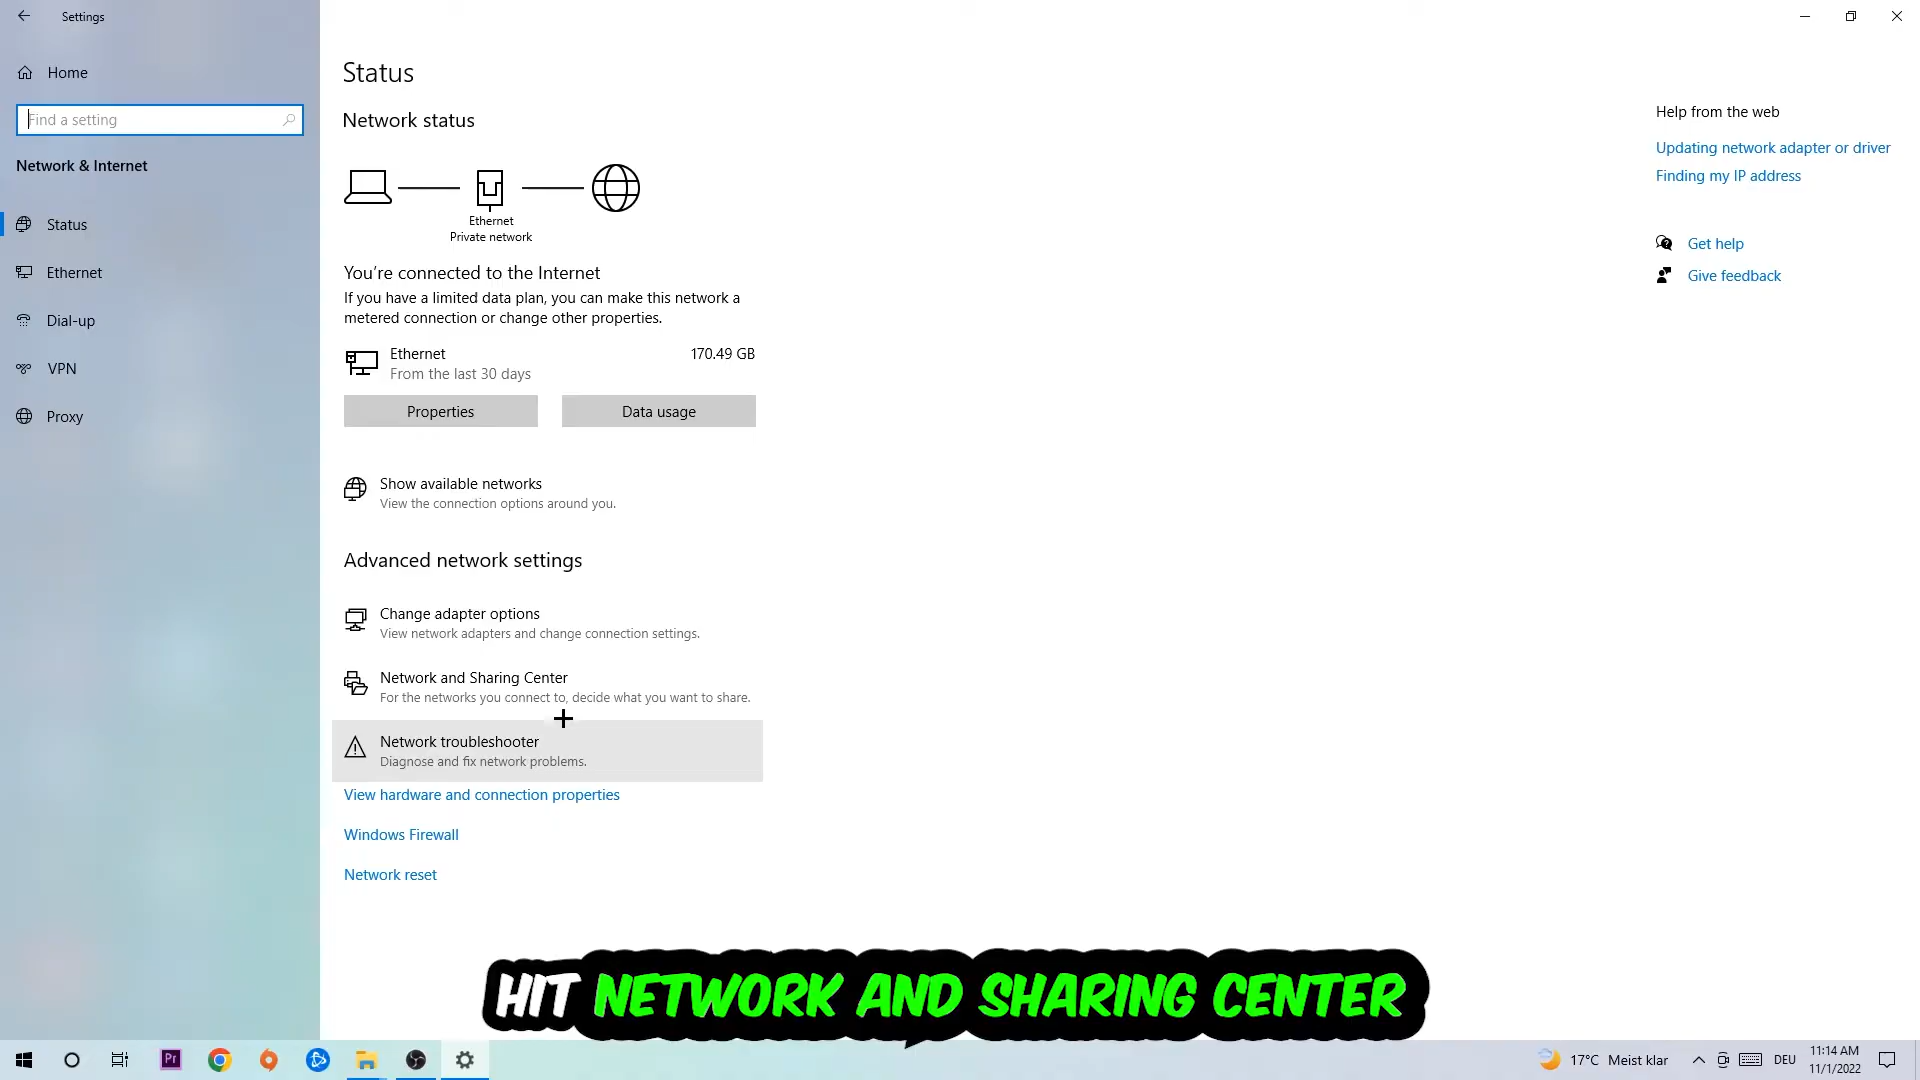 Settings
Home
Find a setting
Network & Internet
Status
Ethernet
Dial-up
VPN
Proxy
Status
Network status
Ethernet
Private network
You're connected to the Internet
If you have a limited data plan, you can make this network a
metered connection or change other properties.
Ethernet 170.49 GB
From the last 30 days
Properties Data usage
Show available networks
View the connection options around you.
Advanced network settings
Change adapter options
View network adapters and change connection settings.
Network and Sharing Center
For the networks you connect to, decide what you want to share.
Network troubleshooter
Diagnose and fix network problems.
View hardware and connection properties
Windows Firewall
Network reset
Help from the web
Updating network adapter or driver
Finding my IP address
Get help
Give feedback
HIT NETWORK AND SHARING CENTER
Pr
17°C Meist klar
DEU
11:14 AM
11/1/2022